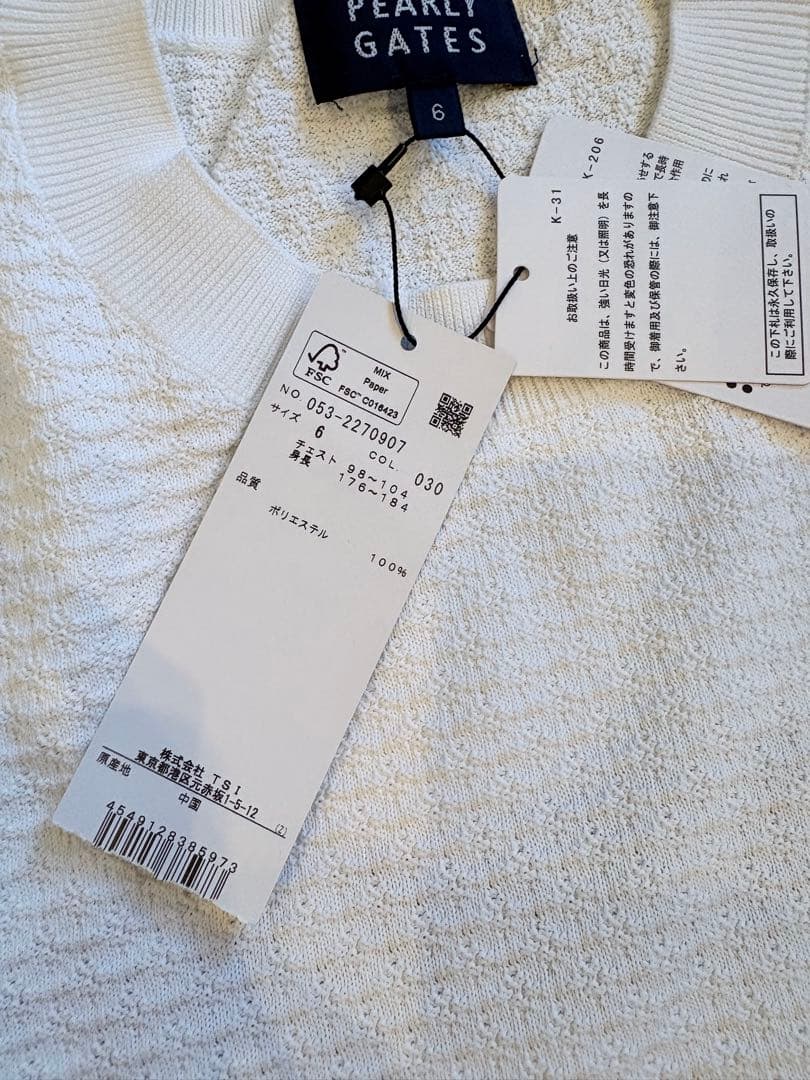 PEARLY
GATES
6
K-206
K-31
お取扱い上のご注意
この商品は、強い日光（又は照明）を長
時間受けますと変色の恐れがありますの
で、御着用及び保管の際には、御注意下
さい。
この下札は永久保存し、取扱いの
際にご利用して下さい。
FSC
MIX
Paper
FSC™ C016423
NO. 053-2270907
サイズ 6 COL. 030
チェスト 98～104
身長 176～184
品質
ポリエステル
100%
株式会社 TSI
東京都港区元赤坂1-5-12
原産地 中国 (Z)
4549128385973